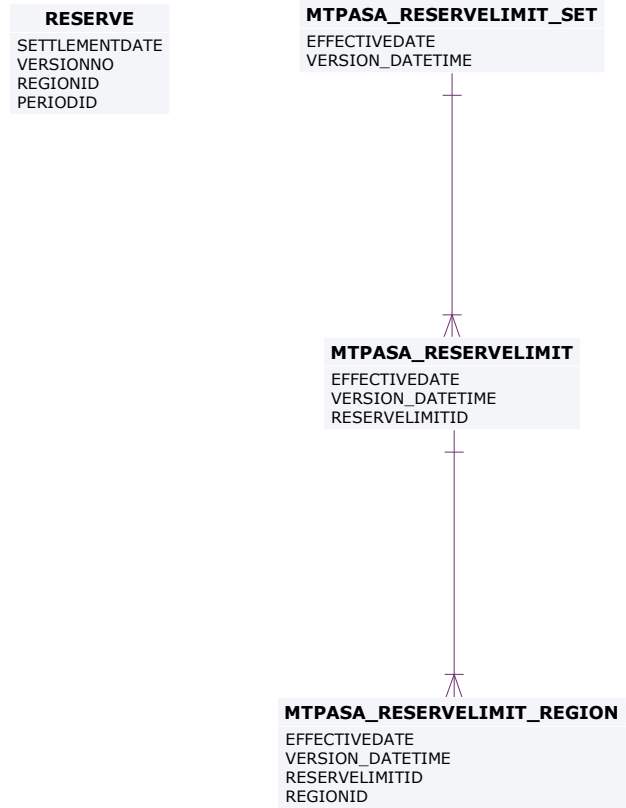 RESERVE
SETTLEMENTDATE
VERSIONNO
REGIONID
PERIODID
MTPASA_RESERVELIMIT_SET
EFFECTIVEDATE
VERSION_DATETIME
MTPASA_RESERVELIMIT
EFFECTIVEDATE
VERSION_DATETIME
RESERVELIMITID
MTPASA_RESERVELIMIT_REGION
EFFECTIVEDATE
VERSION_DATETIME
RESERVELIMITID
REGIONID